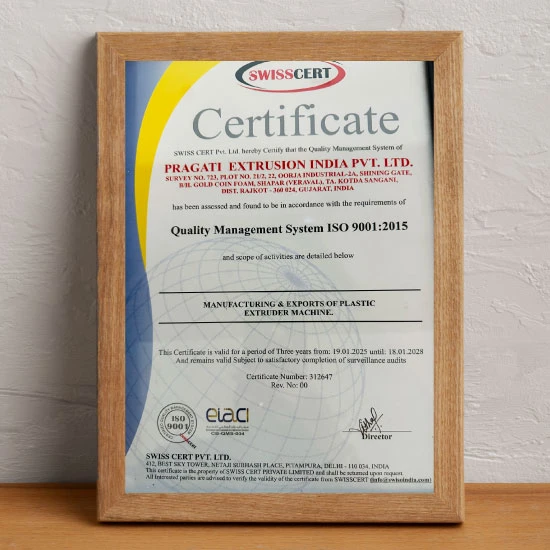 SWISSCERT
Certificate
SWISS CERT Pvt. Ltd. hereby Certify that the Quality Management System of
PRAGATI EXTRUSION INDIA PVT. LTD.
SURVEY NO. 723, PLOT NO. 21/2, 22, OORJA INDUSTRIAL-2A, SHINING GATE,
B/H. GOLD COIN FOAM, SHAPAR (VERAVAL), TA. KOTDA SANGANI,
DIST. RAJKOT - 360 024, GUJARAT, INDIA
has been assessed and found to be in accordance with the requirements of
Quality Management System ISO 9001:2015
and scope of activities are detailed below
MANUFACTURING & EXPORTS OF PLASTIC
EXTRUDER MACHINE.
This Certificate is valid for a period of Three years from: 19.01.2025 until: 18.01.2028
And remains valid Subject to satisfactory completion of surveillance audits
Certificate Number: 312647
Rev. No: 00
ISO
9001
eiaci
CB-QMS-034
Director
SWISS CERT PVT. LTD.
412, BEST SKY TOWER, NETAJI SUBHASH PLACE, PITAMPURA, DELHI - 110 034, INDIA
This certificate is the property of SWISS CERT PRIVATE LIMITED and shall be returned upon request.
All Interested parties are advised to verify the validity of the certificate from SWISSCERT